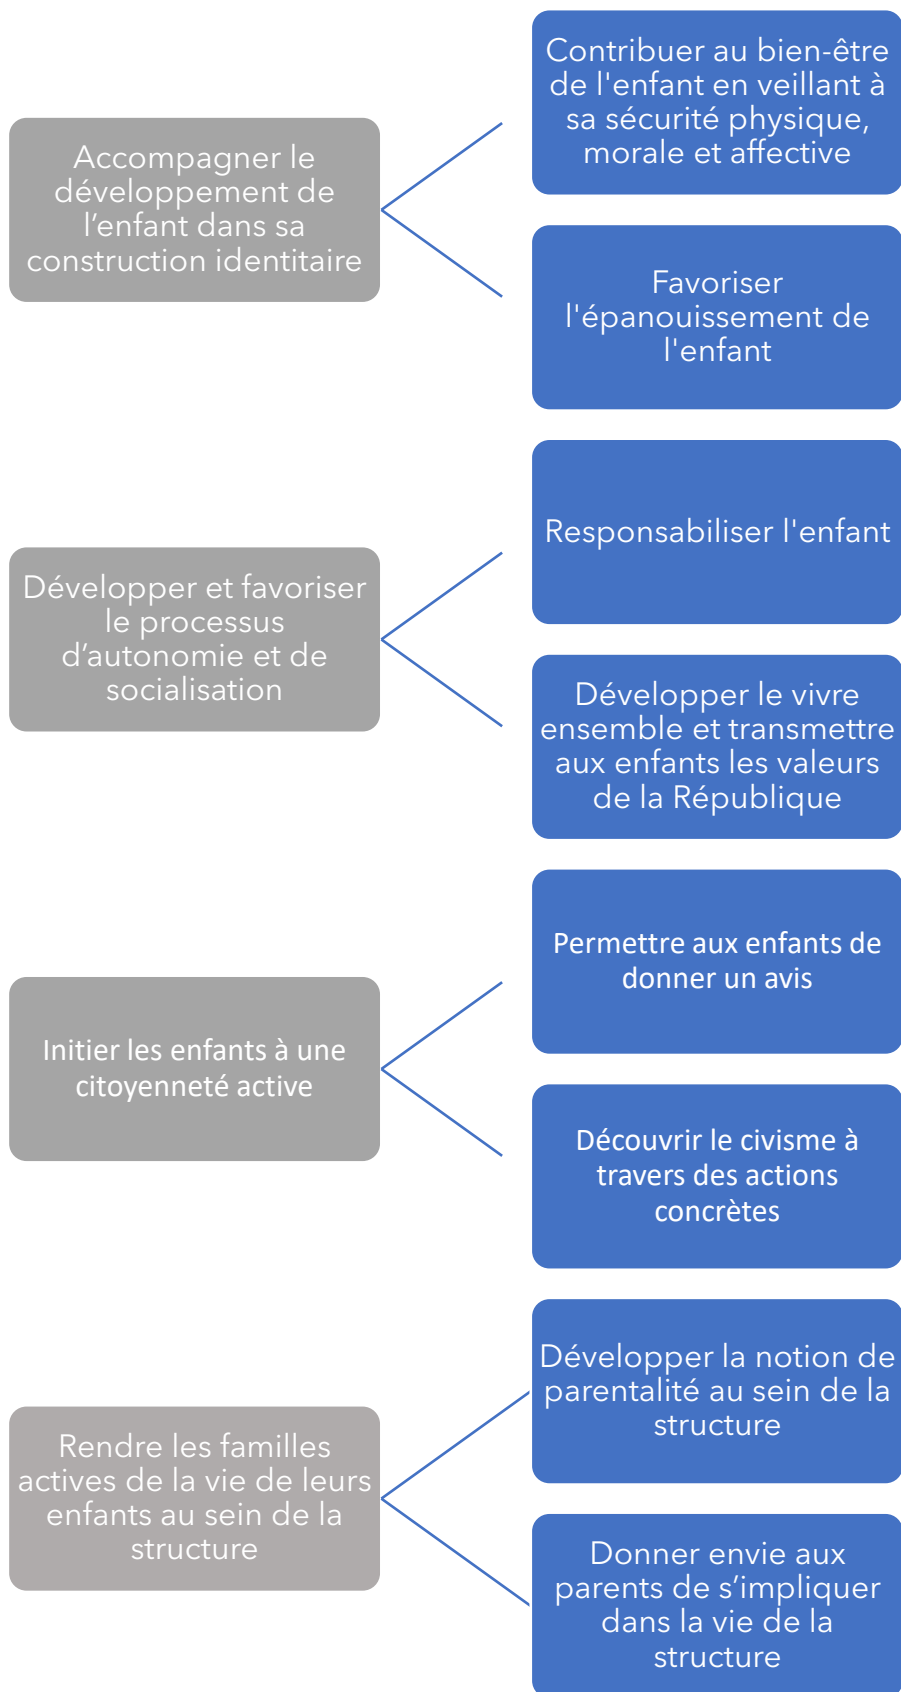 Accompagner le
développement de
l’enfant dans sa
construction identitaire
Contribuer au bien-être
de l'enfant en veillant à
sa sécurité physique,
morale et affective
Favoriser
l'épanouissement de
l'enfant
Développer et favoriser
le processus
d’autonomie et de
socialisation
Responsabiliser l'enfant
Développer le vivre
ensemble et transmettre
aux enfants les valeurs
de la République
Initier les enfants à une
citoyenneté active
Permettre aux enfants de
donner un avis
Découvrir le civisme à
travers des actions
concrètes
Rendre les familles
actives de la vie de leurs
enfants au sein de la
structure
Développer la notion de
parentalité au sein de la
structure
Donner envie aux
parents de s’impliquer
dans la vie de la
structure